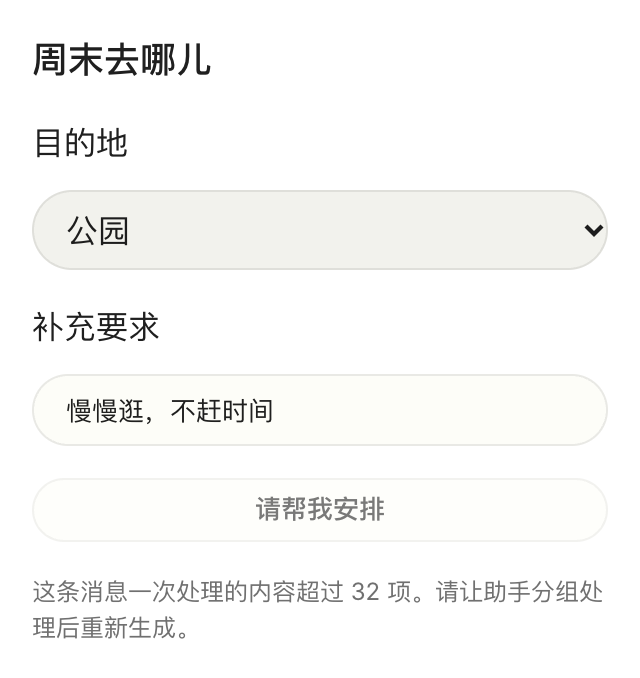 周末去哪儿
目的地
公园
补充要求
慢慢逛，不赶时间
请帮我安排
这条消息一次处理的内容超过 32 项。请让助手分组处
理后重新生成。